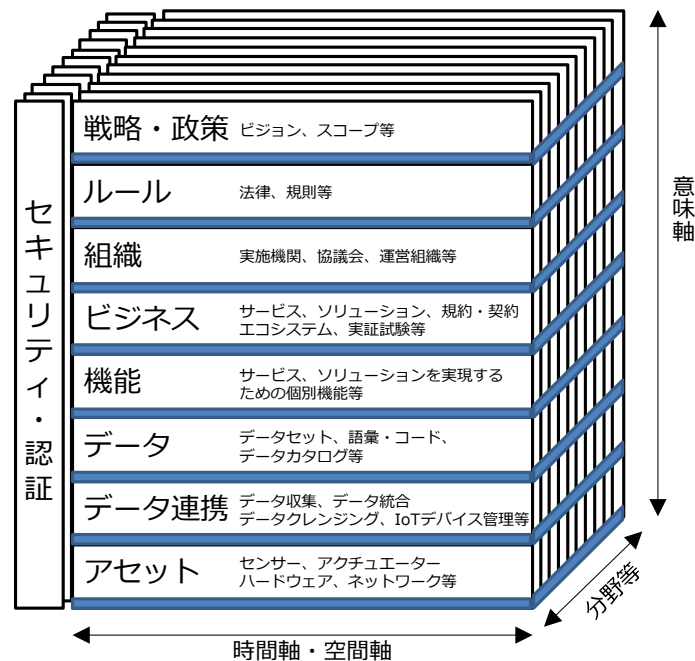 セキュリティ・認証
戦略・政策 ビジョン、スコープ等
ルール 法律、規則等
組織 実施機関、協議会、運営組織等
ビジネス サービス、ソリューション、規約・契約
エコシステム、実証試験等
機能 サービス、ソリューションを実現する
ための個別機能等
データ データセット、語彙・コード、
データカタログ等
データ連携 データ収集、データ統合
データクレンジング、IoTデバイス管理等
アセット センサー、アクチュエーター
ハードウェア、ネットワーク等
意味軸
分野等
時間軸・空間軸